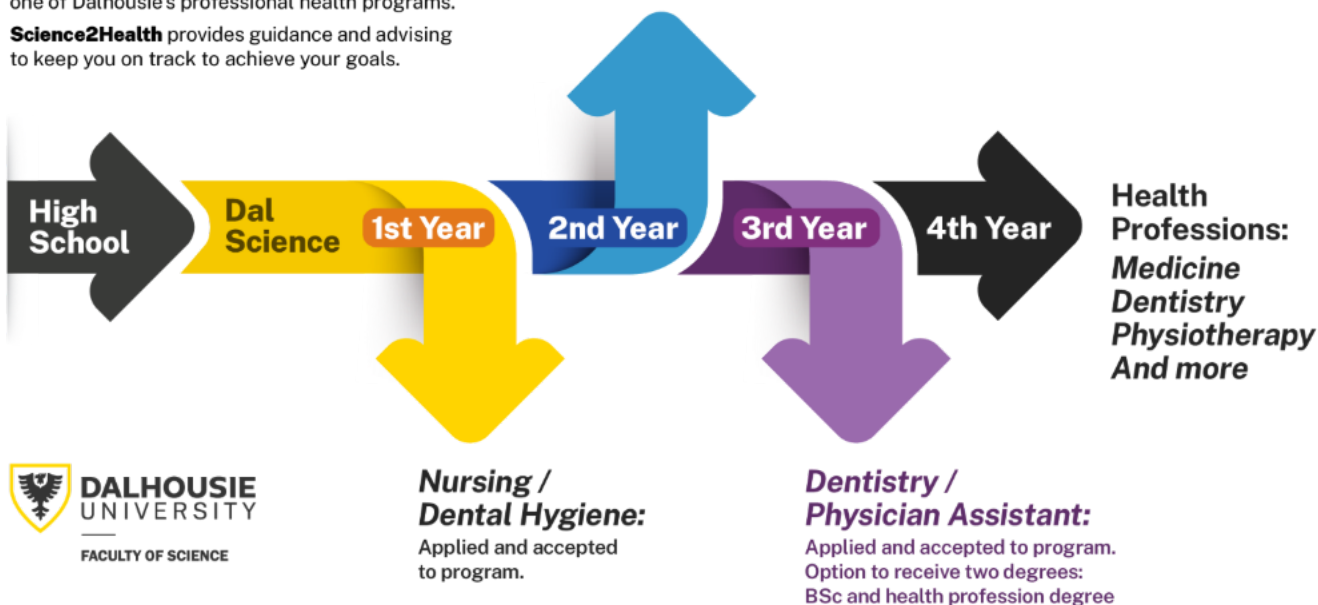 one of Dalhousie's professional health programs.
Science2Health provides guidance and advising
to keep you on track to achieve your goals.
High
School
Dal
Science
1st Year
2nd Year
3rd Year
4th Year
Health
Professions:
Medicine
Dentistry
Physiotherapy
And more
DALHOUSIE
UNIVERSITY
FACULTY OF SCIENCE
Nursing /
Dental Hygiene:
Applied and accepted
to program.
Dentistry /
Physician Assistant:
Applied and accepted to program.
Option to receive two degrees:
BSc and health profession degree